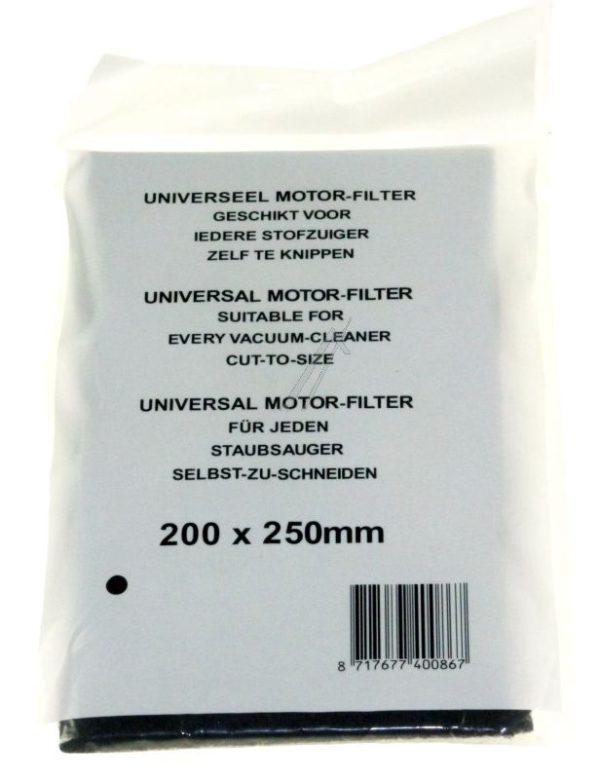 UNIVERSEEL MOTOR-FILTER
GESCHIKT VOOR
IEDERE STOFZUIGER
ZELF TE KNIPPEN
UNIVERSAL MOTOR-FILTER
SUITABLE FOR
EVERY VACUUM-CLEANER
CUT-TO-SIZE
UNIVERSAL MOTOR-FILTER
FÜR JEDEN
STAUBSAUGER
SELBST-ZU-SCHNEIDEN
200 x 250mm
8 717677 400867